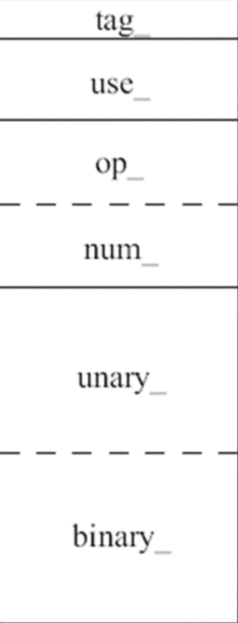 tag_
use_
op_
num_
unary_
binary_